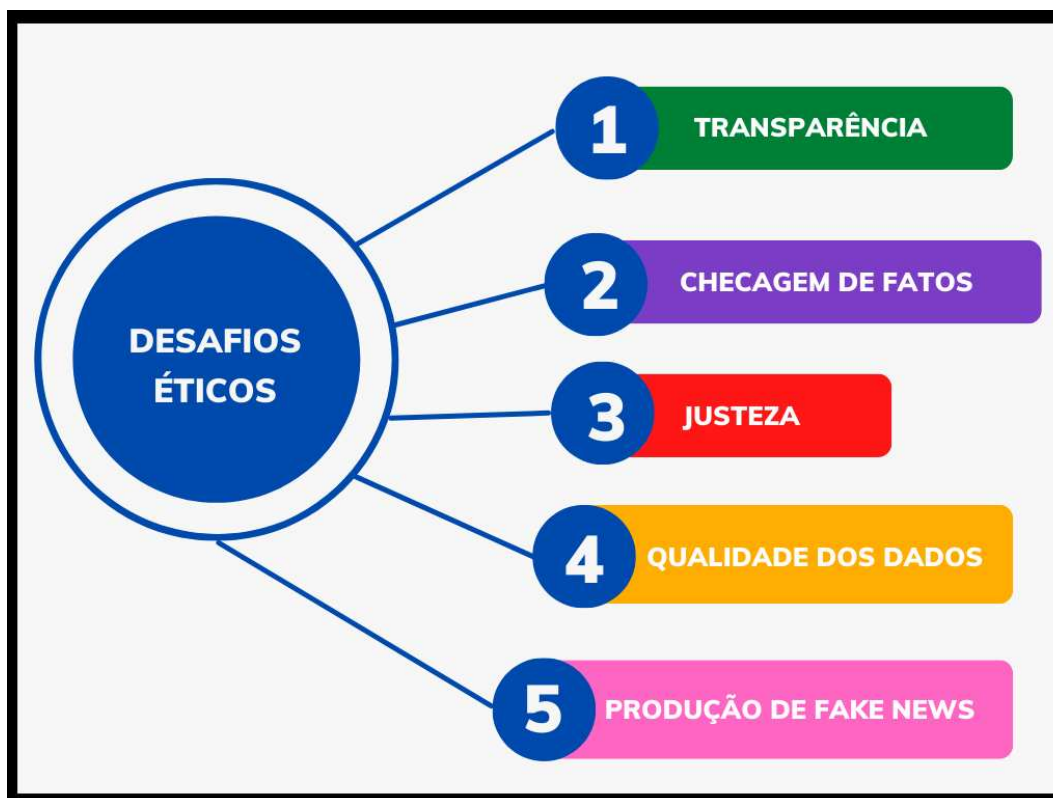 DESAFIOS
ÉTICOS
1 TRANSPARÊNCIA
2 CHECAGEM DE FATOS
3 JUSTEZA
4 QUALIDADE DOS DADOS
5 PRODUÇÃO DE FAKE NEWS